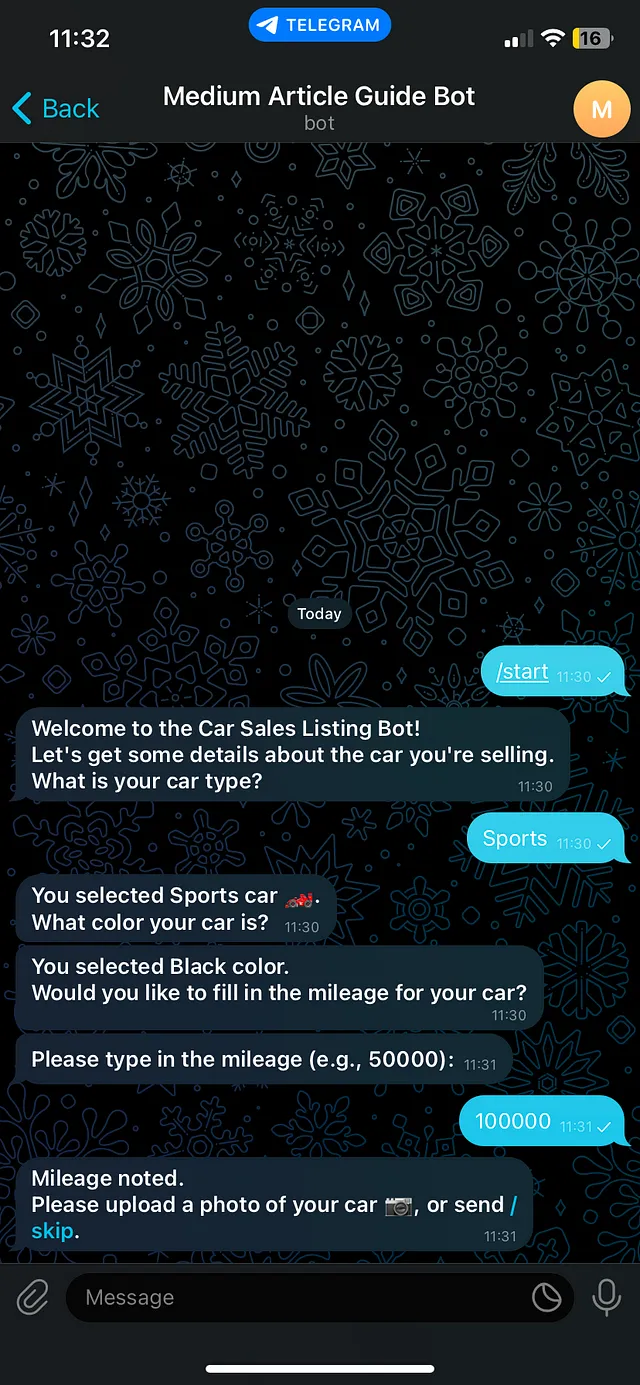 11:32
TELEGRAM
16
Back
Medium Article Guide Bot
bot
M
Today
/start 11:30
Welcome to the Car Sales Listing Bot!
Let's get some details about the car you're selling.
What is your car type?
11:30
Sports 11:30
You selected Sports car 🏎️.
What color your car is? 11:30
You selected Black color.
Would you like to fill in the mileage for your car?
11:30
Please type in the mileage (e.g., 50000): 11:31
100000 11:31
Mileage noted.
Please upload a photo of your car 📷, or send /
skip.
11:31
Message